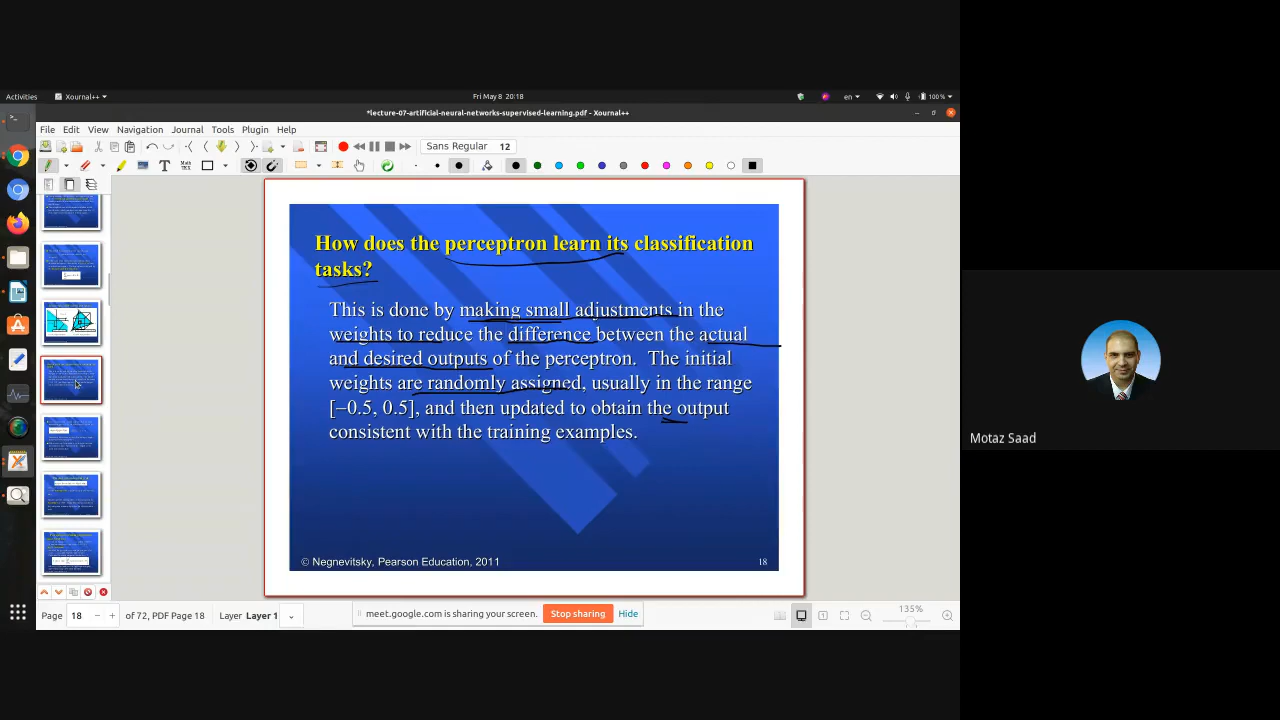 Activities
Xournal++
Fri May 8 20:18
en
100 %
*lecture-07-artificial-neural-networks-supervised-learning.pdf - Xournal++
File Edit View Navigation Journal Tools Plugin Help
Sans Regular 12
How does the perceptron learn its classification
tasks?
This is done by making small adjustments in the
weights to reduce the difference between the actual
and desired outputs of the perceptron. The initial
weights are randomly assigned, usually in the range
[−0.5, 0.5], and then updated to obtain the output
consistent with the training examples.
© Negnevitsky, Pearson Education, 2011
18
Page 18 of 72, PDF Page 18 Layer Layer 1
meet.google.com is sharing your screen. Stop sharing Hide
135%
Motaz Saad